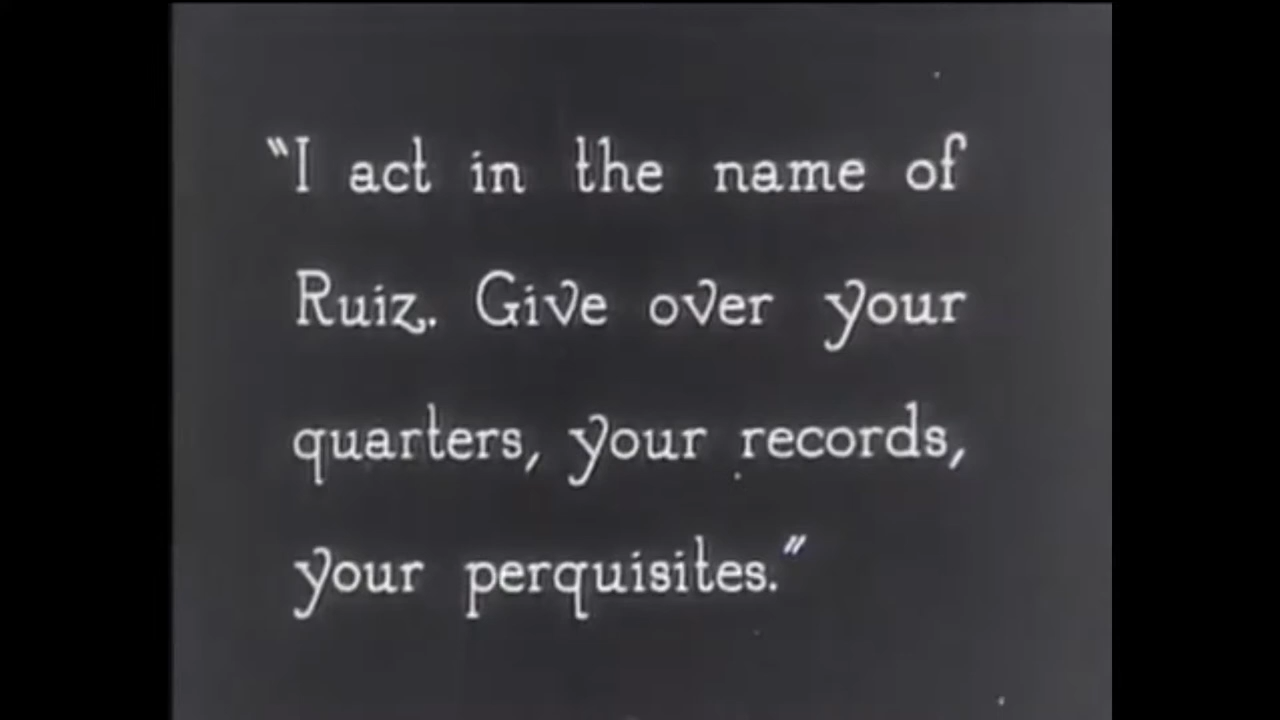 "I act in the name of
Ruiz. Give over your
quarters, your records,
your perquisites."